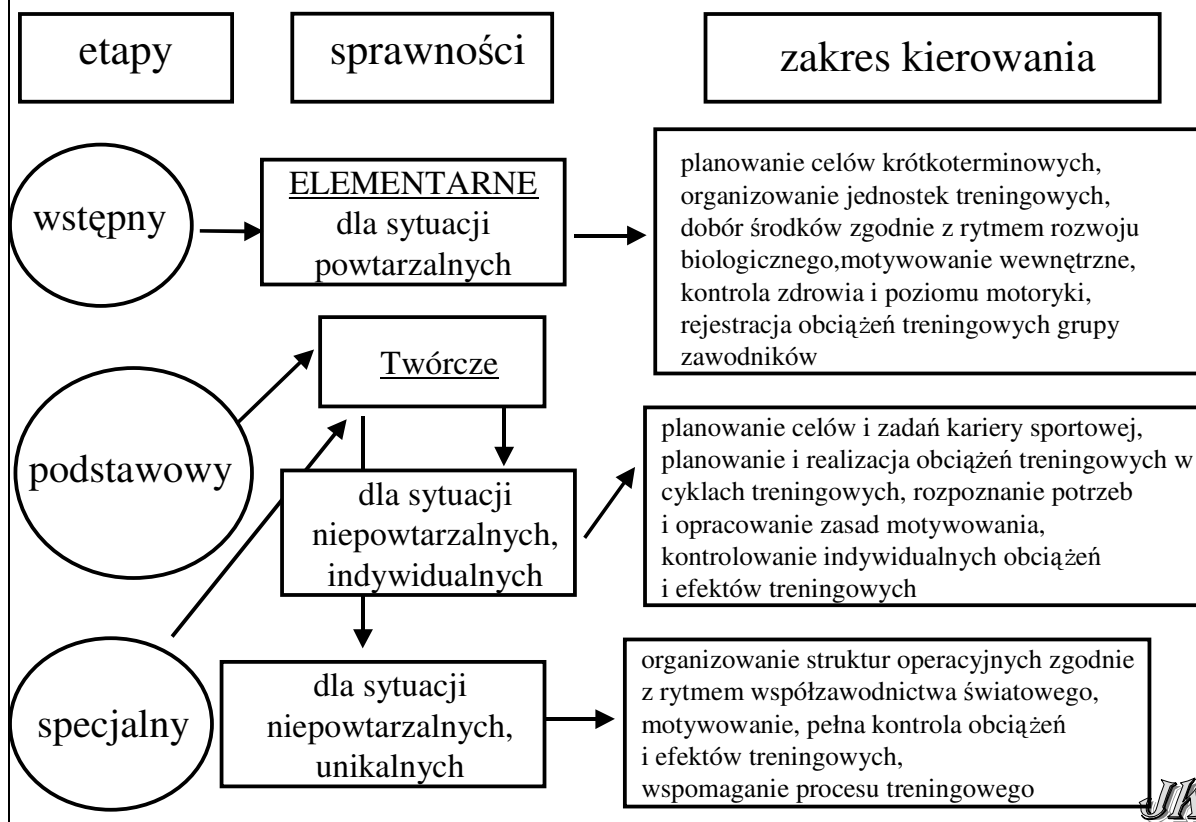 etapy
sprawności
zakres kierowania
wstępny
ELEMENTARNE
dla sytuacji
powtarzalnych
planowanie celów krótkoterminowych,
organizowanie jednostek treningowych,
dobór środków zgodnie z rytmem rozwoju
biologicznego,motywowanie wewnętrzne,
kontrola zdrowia i poziomu motoryki,
rejestracja obciążeń treningowych grupy
zawodników
podstawowy
Twórcze
dla sytuacji
niepowtarzalnych,
indywidualnych
planowanie celów i zadań kariery sportowej,
planowanie i realizacja obciążeń treningowych w
cyklach treningowych, rozpoznanie potrzeb
i opracowanie zasad motywowania,
kontrolowanie indywidualnych obciążeń
i efektów treningowych
specjalny
dla sytuacji
niepowtarzalnych,
unikalnych
organizowanie struktur operacyjnych zgodnie
z rytmem współzawodnictwa światowego,
motywowanie, pełna kontrola obciążeń
i efektów treningowych,
wspomaganie procesu treningowego
JK